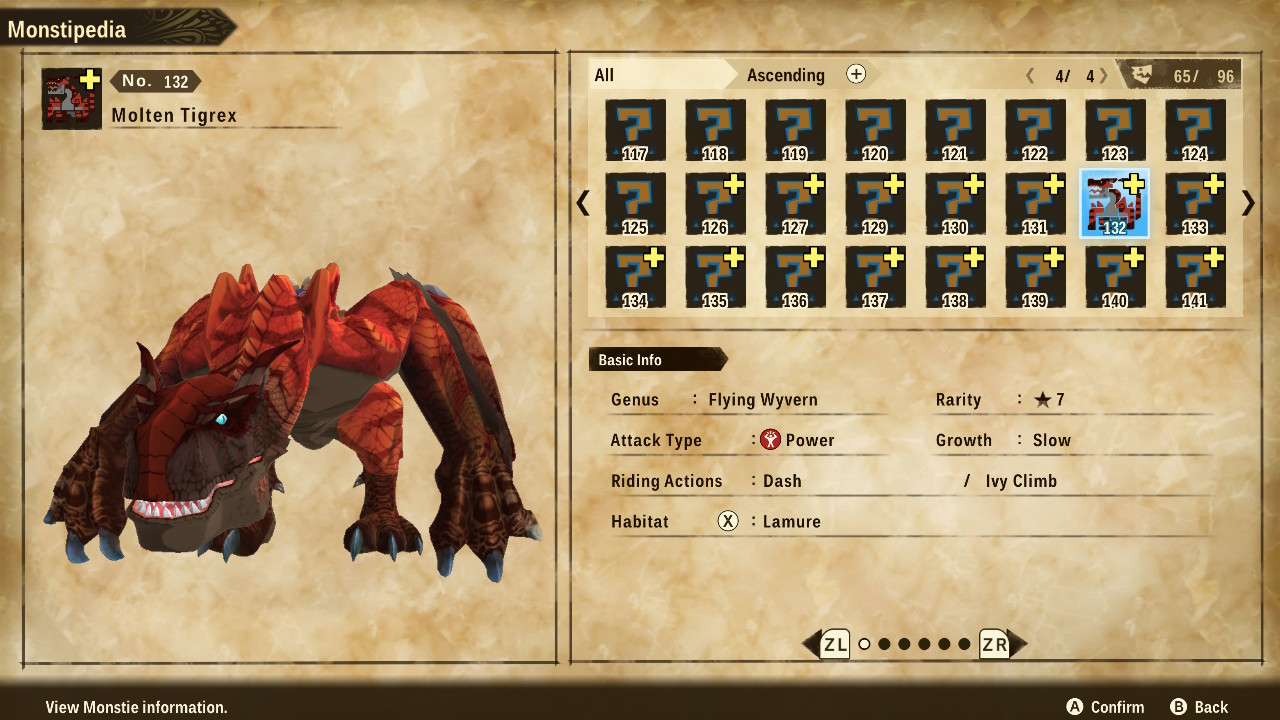 Monstipedia
No. 132
Molten Tigrex
All
Ascending
4/ 4
65/ 96
117 118 119 120 121 122 123 124
125 126 127 129 130 131 132 133
134 135 136 137 138 139 140 141
Basic Info
Genus : Flying Wyvern
Rarity : ★ 7
Attack Type : Power
Growth : Slow
Riding Actions : Dash / Ivy Climb
Habitat X : Lamure
ZL ZR
View Monstie information.
A Confirm B Back